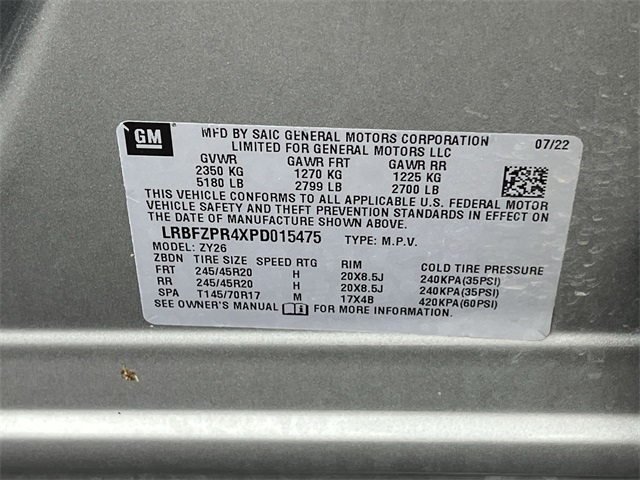 GM MFD BY SAIC GENERAL MOTORS CORPORATION 07/22
LIMITED FOR GENERAL MOTORS LLC
GVWR GAWR FRT GAWR RR
2350 KG 1270 KG 1225 KG
5180 LB 2799 LB 2700 LB
THIS VEHICLE CONFORMS TO ALL APPLICABLE U.S. FEDERAL MOTOR
VEHICLE SAFETY AND THEFT PREVENTION STANDARDS IN EFFECT ON
THE DATE OF MANUFACTURE SHOWN ABOVE.
LRBFZPR4XPD015475 TYPE: M.P.V.
MODEL: ZY26
ZBDN TIRE SIZE SPEED RTG RIM COLD TIRE PRESSURE
FRT 245/45R20 H 20X8.5J 240KPA(35PSI)
RR 245/45R20 H 20X8.5J 240KPA(35PSI)
SPA T145/70R17 M 17X4B 420KPA(60PSI)
SEE OWNER'S MANUAL FOR MORE INFORMATION.